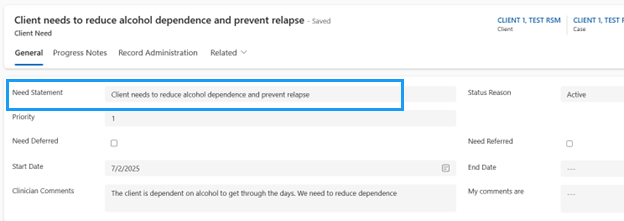 Client needs to reduce alcohol dependence and prevent relapse - Saved
Client Need
CLIENT 1, TEST RSM
Client
CLIENT 1, TEST
Case
General Progress Notes Record Administration Related
Need Statement Client needs to reduce alcohol dependence and prevent relapse Status Reason Active
Priority 1
Need Deferred Need Referred
Start Date 7/2/2025 End Date ---
Clinician Comments The client is dependent on alcohol to get through the days. We need to reduce dependence My comments are ---